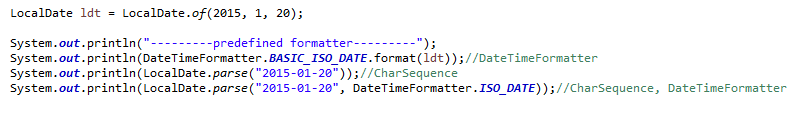 LocalDate ldt = LocalDate.of(2015, 1, 20);
System.out.println("---------predefined formatter---------");
System.out.println(DateTimeFormatter.BASIC_ISO_DATE.format(ldt));//DateTimeFormatter
System.out.println(LocalDate.parse("2015-01-20"));//CharSequence
System.out.println(LocalDate.parse("2015-01-20", DateTimeFormatter.ISO_DATE));//CharSequence, DateTimeFormatter